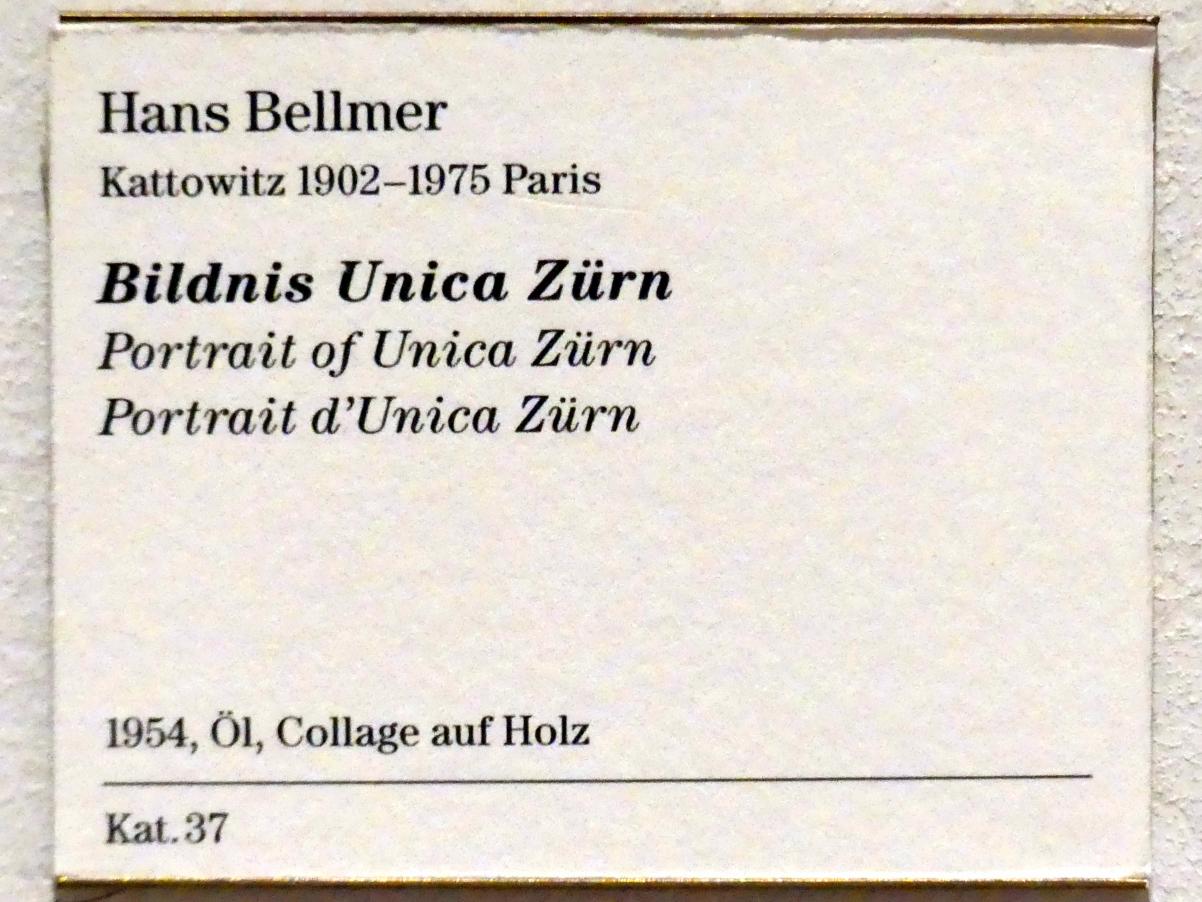 Hans Bellmer
Kattowitz 1902–1975 Paris
Bildnis Unica Zürn
Portrait of Unica Zürn
Portrait d’Unica Zürn
1954, Öl, Collage auf Holz
Kat. 37